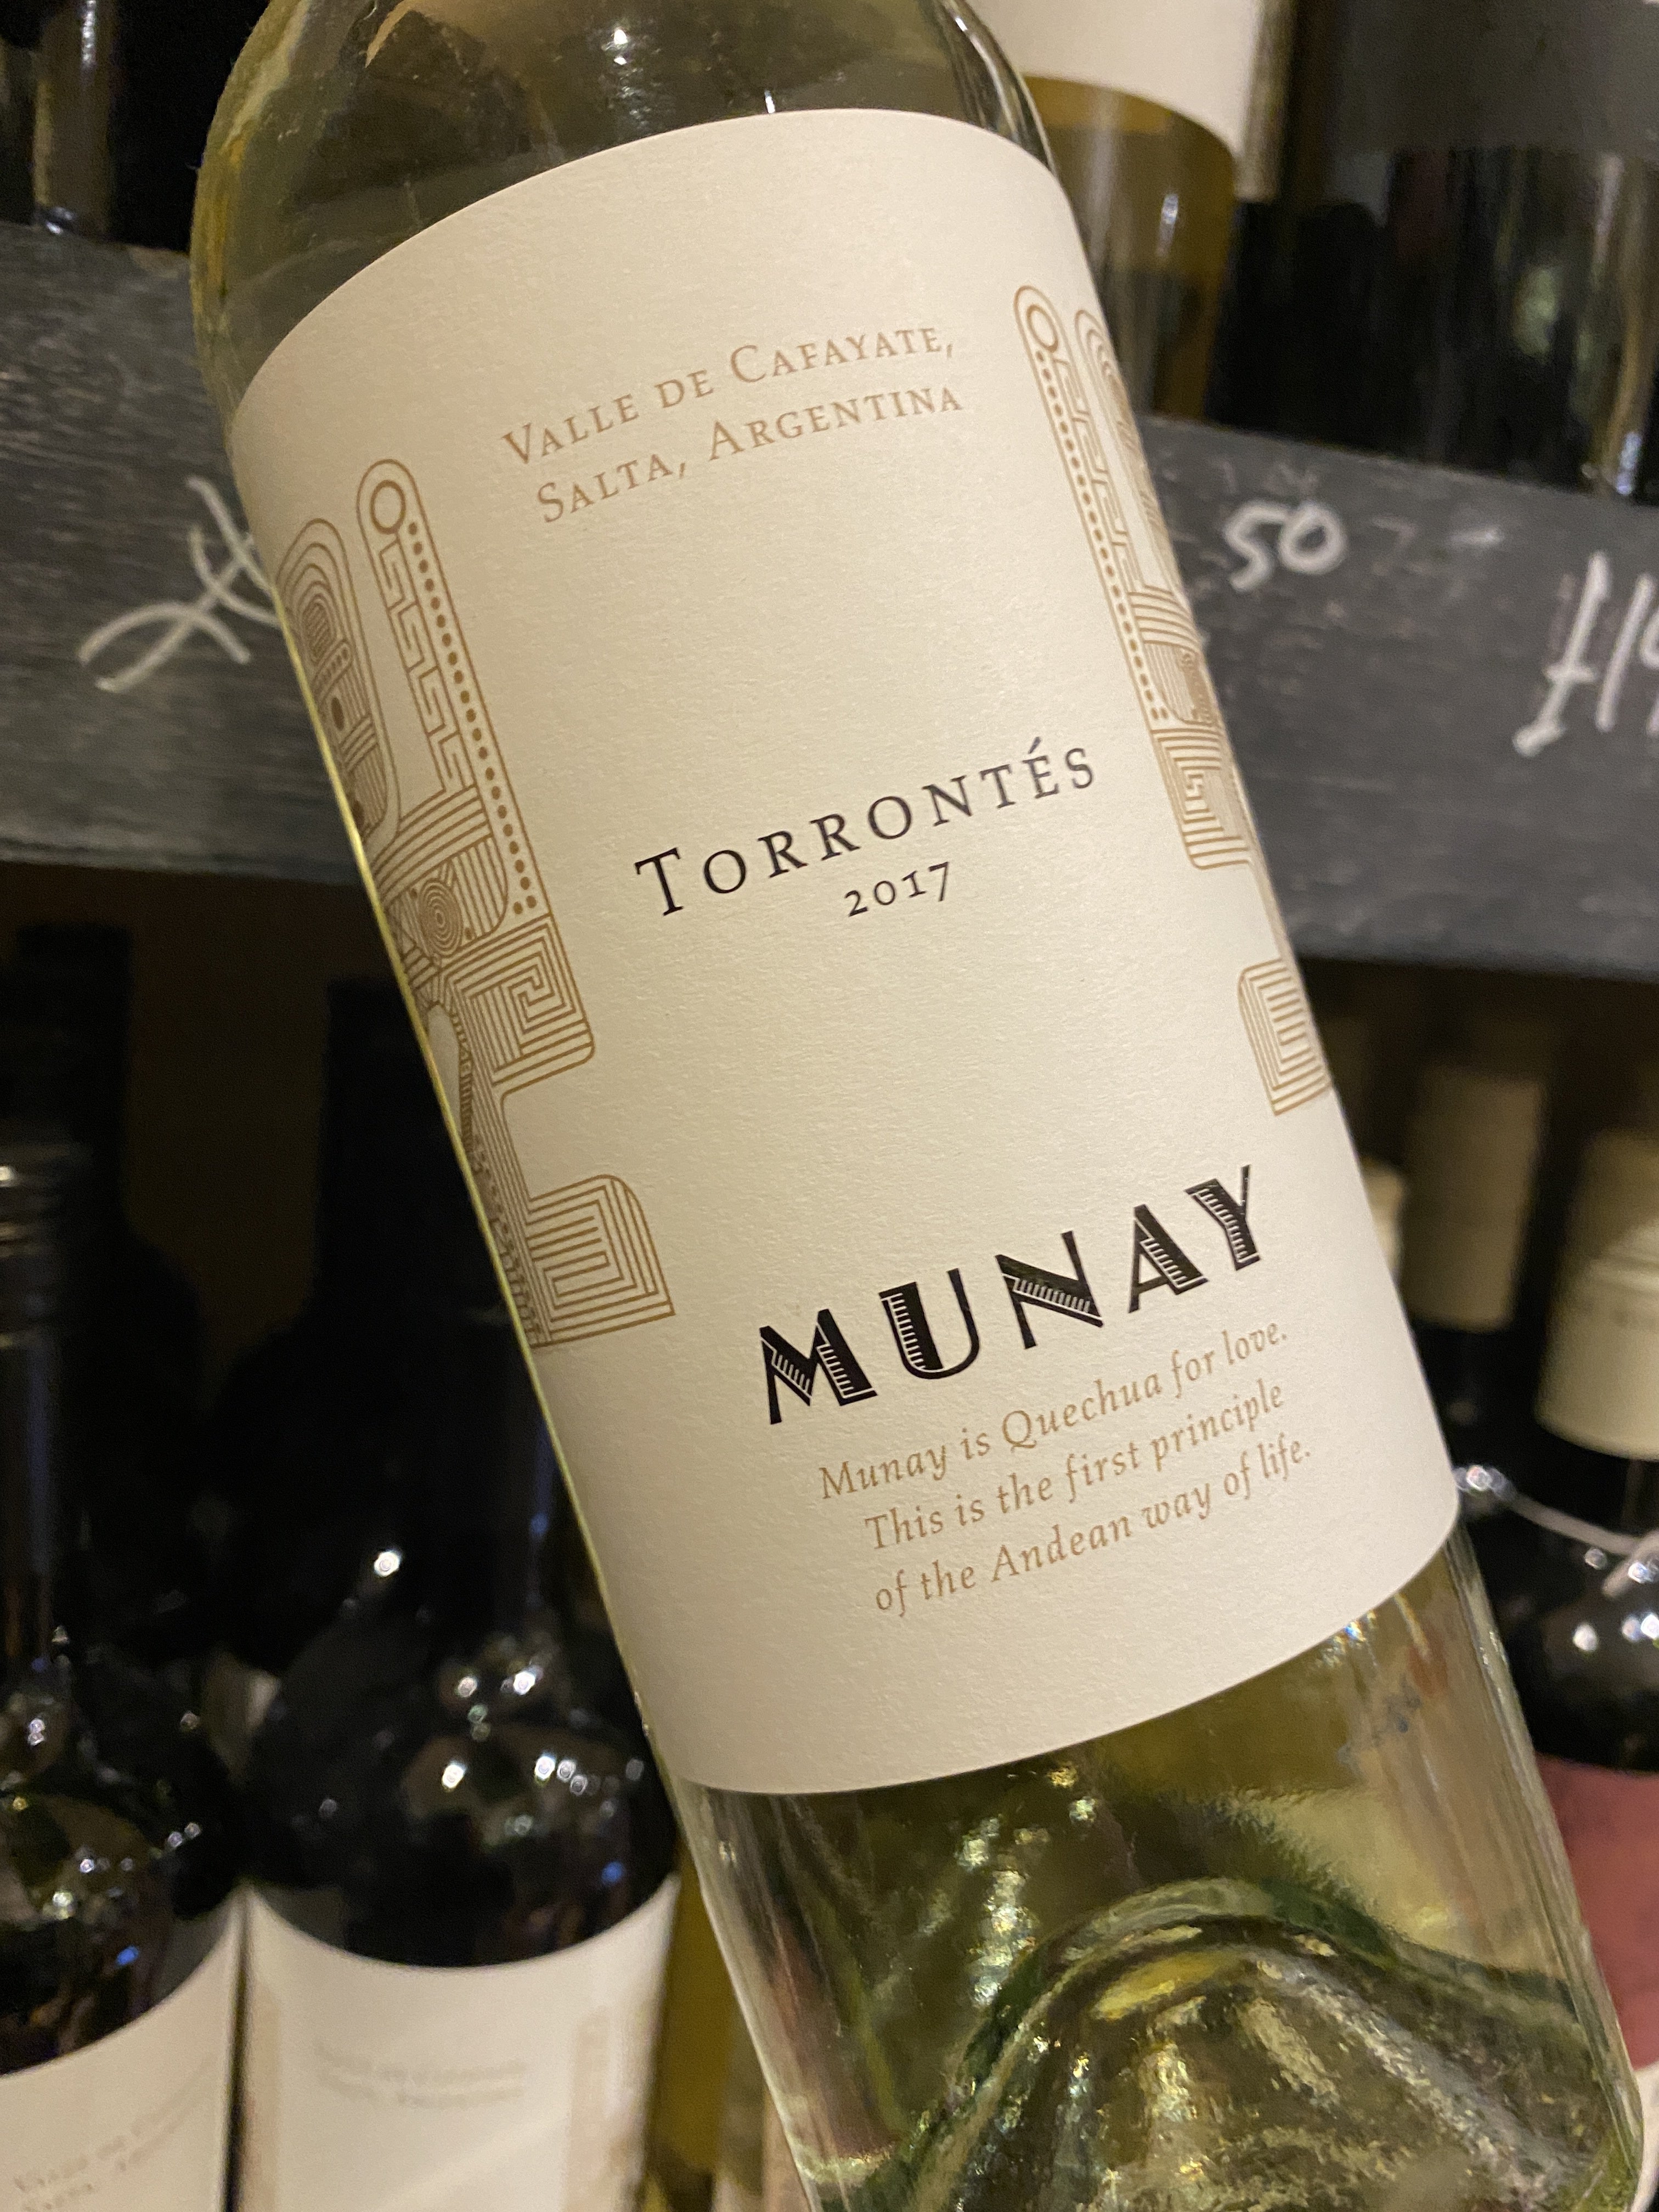 Valle de Cafayate,
Salta, Argentina
50
Torrontés
2017
MUNAY
Munay is Quechua for love.
This is the first principle
of the Andean way of life.